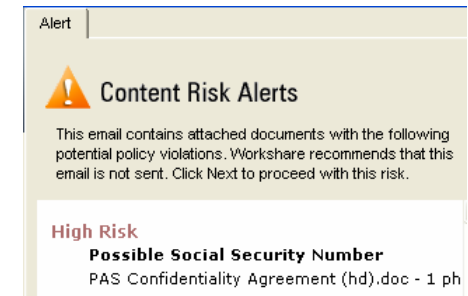 Alert
Content Risk Alerts
This email contains attached documents with the following
potential policy violations. Workshare recommends that this
email is not sent. Click Next to proceed with this risk.
High Risk
Possible Social Security Number
PAS Confidentiality Agreement (hd).doc - 1 ph